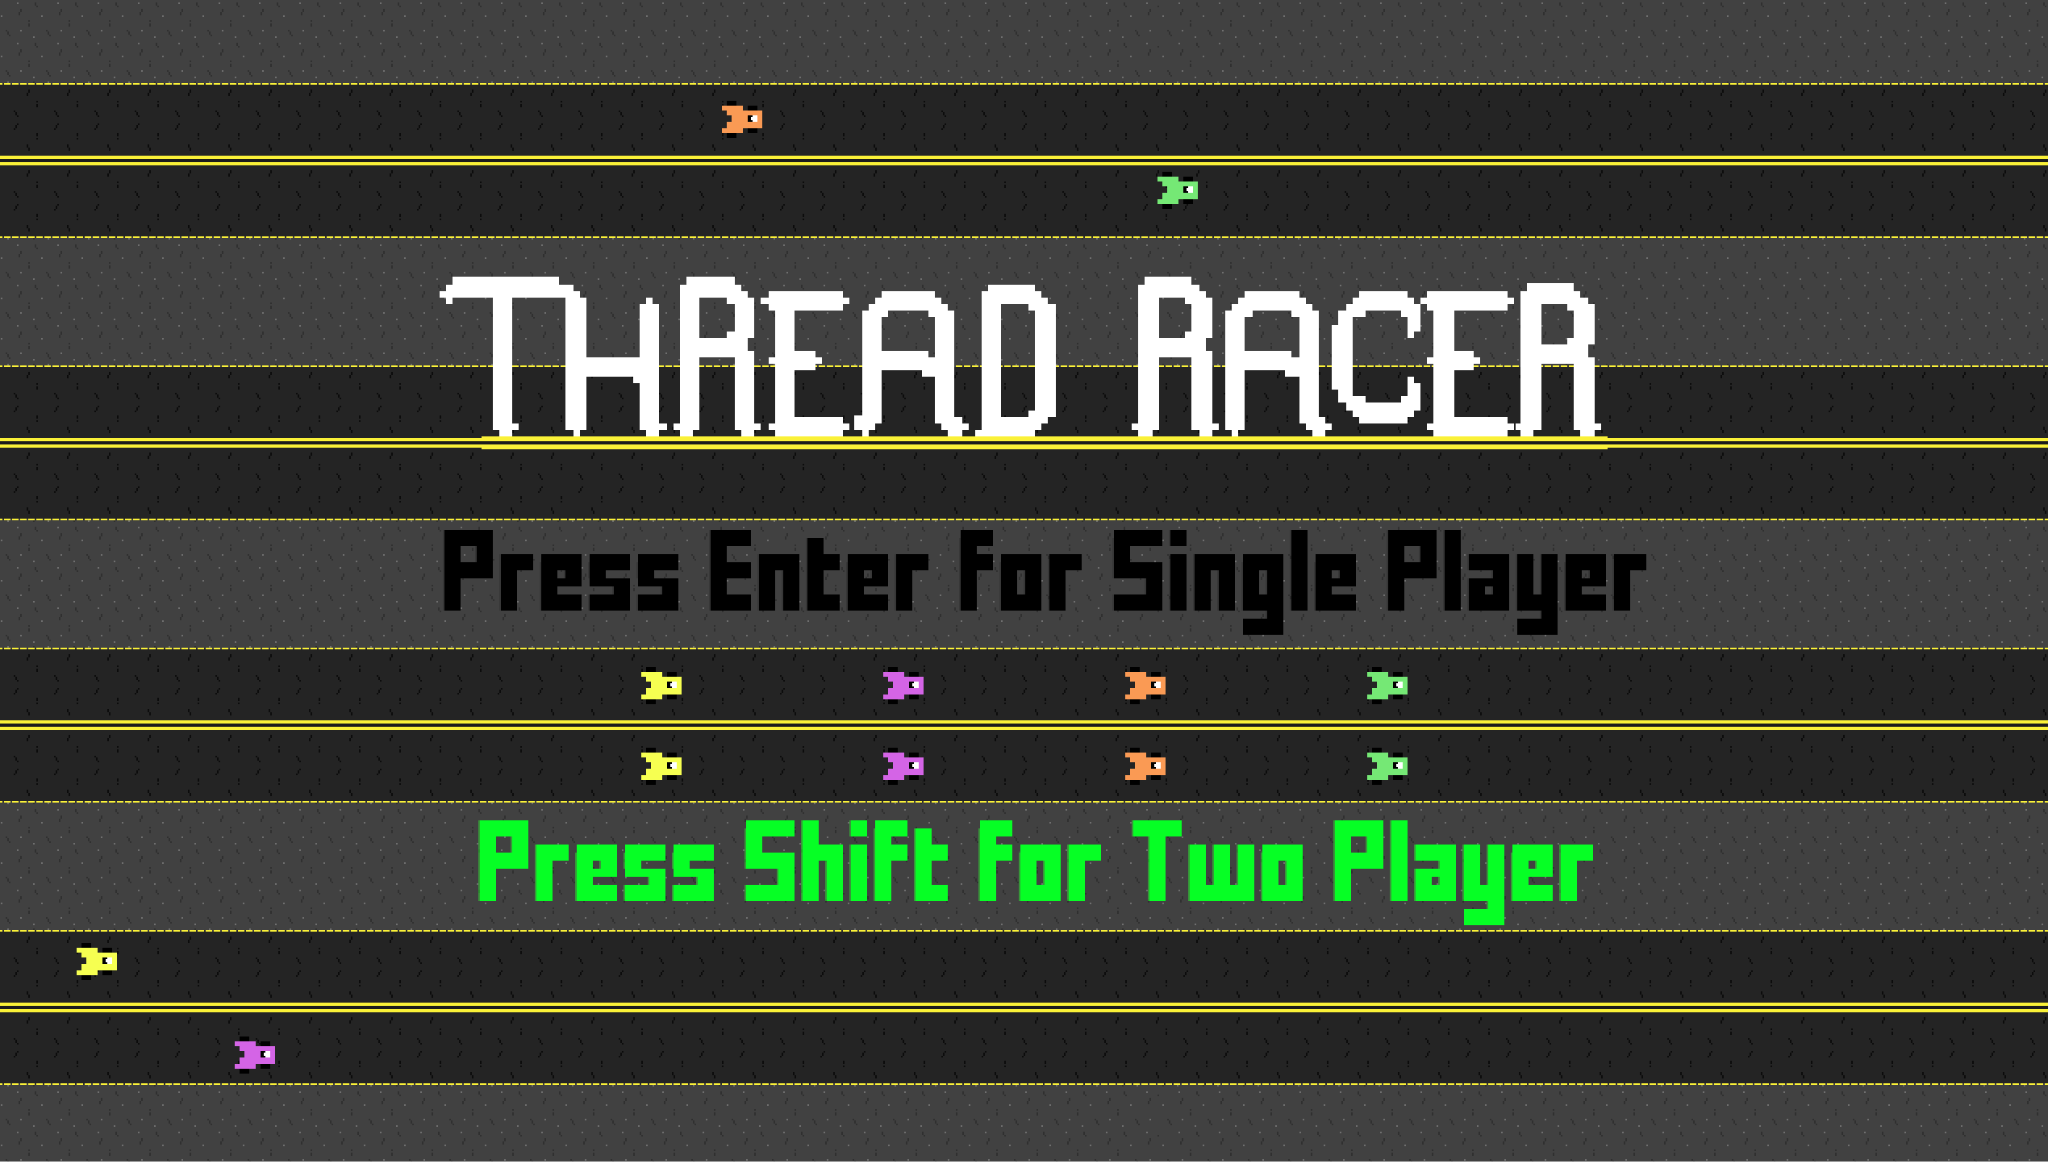 THREAD RACER
Press Enter for Single Player
Press Shift for Two Player